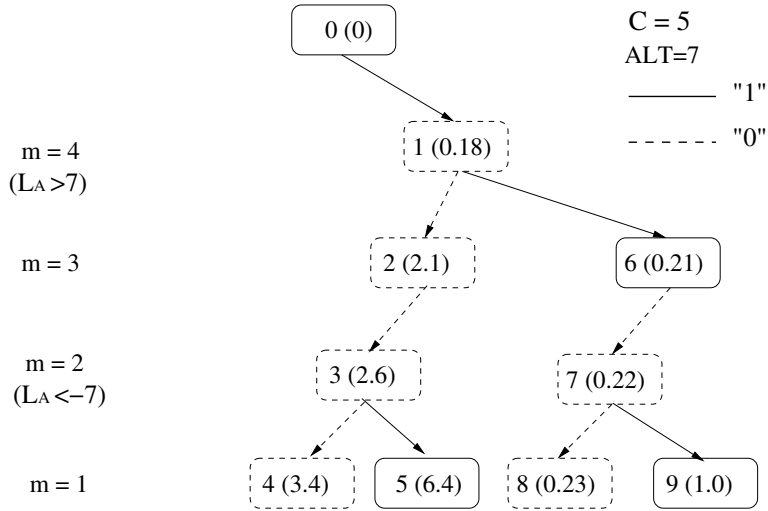 0 (0)
C = 5
ALT=7
"1"
"0"
m = 4
(LA >7)
1 (0.18)
m = 3
2 (2.1)
6 (0.21)
m = 2
(LA <−7)
3 (2.6)
7 (0.22)
m = 1
4 (3.4)
5 (6.4)
8 (0.23)
9 (1.0)